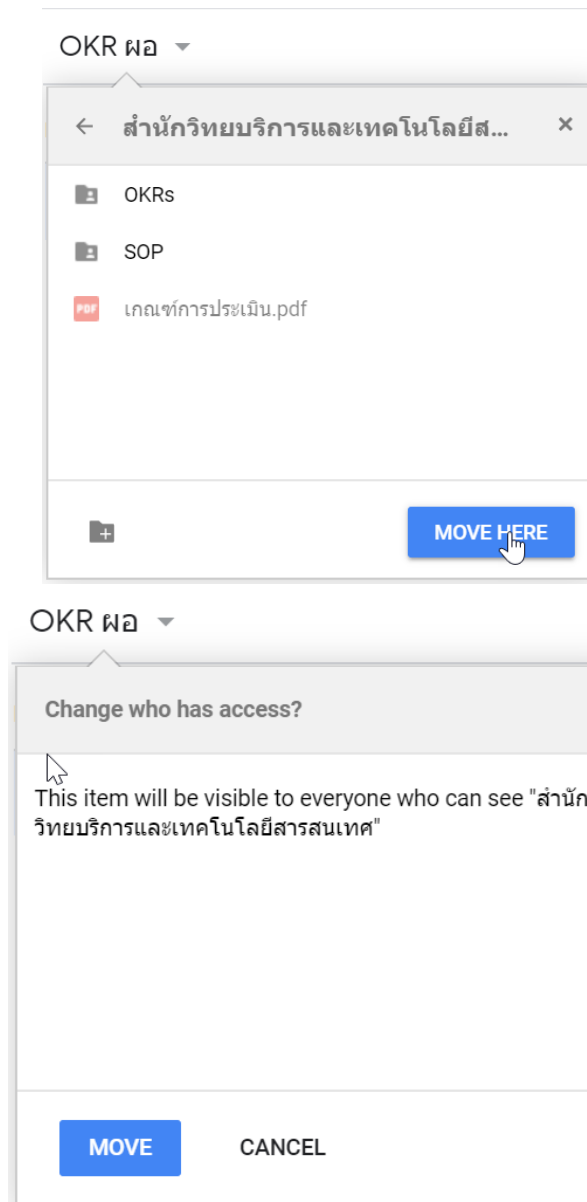 OKR ผอ
สำนักวิทยบริการและเทคโนโลยีส...
OKRs
SOP
PDF เกณฑ์การประเมิน.pdf
MOVE HERE
OKR ผอ
Change who has access?
This item will be visible to everyone who can see "สำนัก
วิทยบริการและเทคโนโลยีสารสนเทศ"
MOVE CANCEL